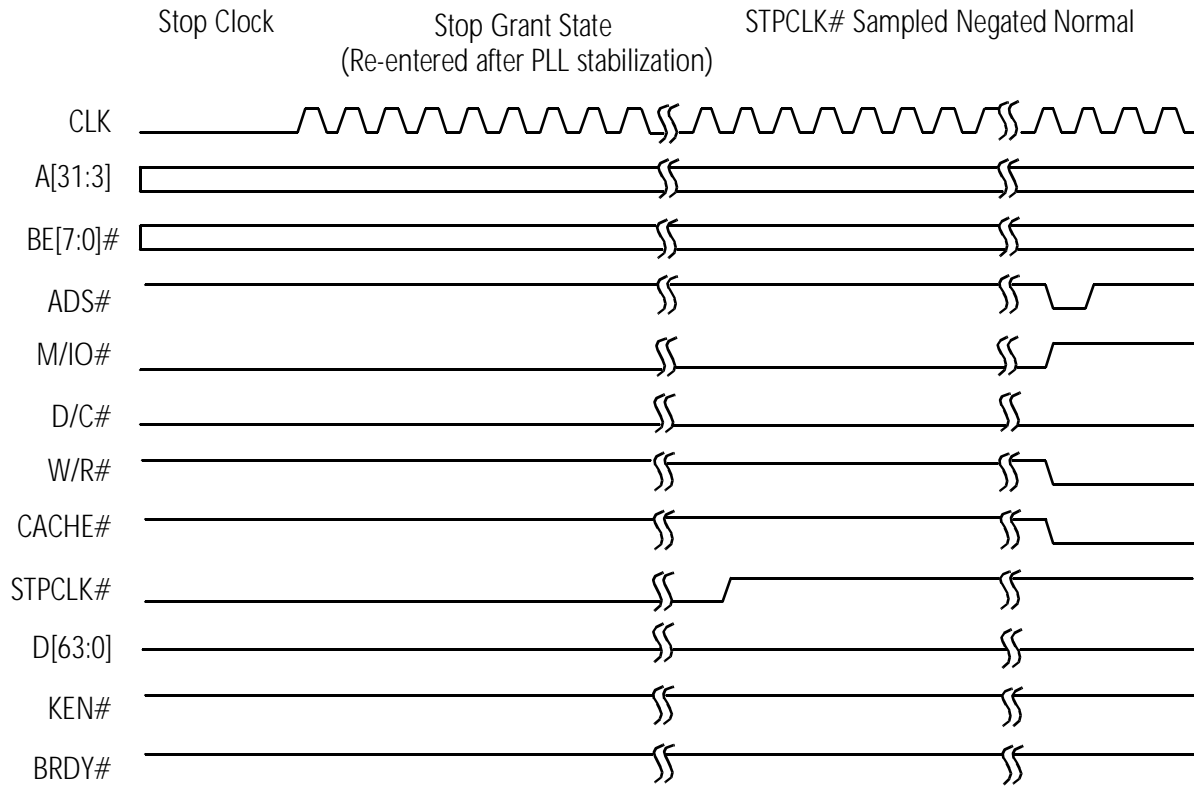 Stop Clock
Stop Grant State
(Re-entered after PLL stabilization)
STPCLK# Sampled Negated Normal
CLK
A[31:3]
BE[7:0]#
ADS#
M/IO#
D/C#
W/R#
CACHE#
STPCLK#
D[63:0]
KEN#
BRDY#